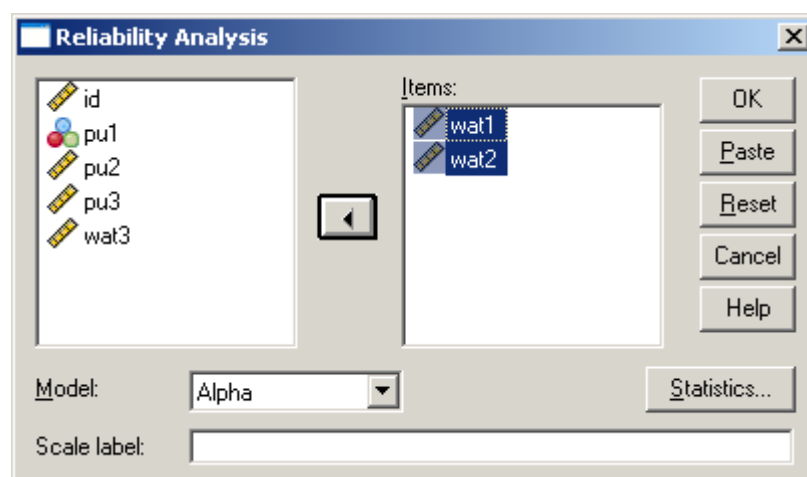 Reliability Analysis
id
pu1
pu2
pu3
wat3
Items:
wat1
wat2
OK
Paste
Reset
Cancel
Help
Model:
Alpha
Statistics...
Scale label: